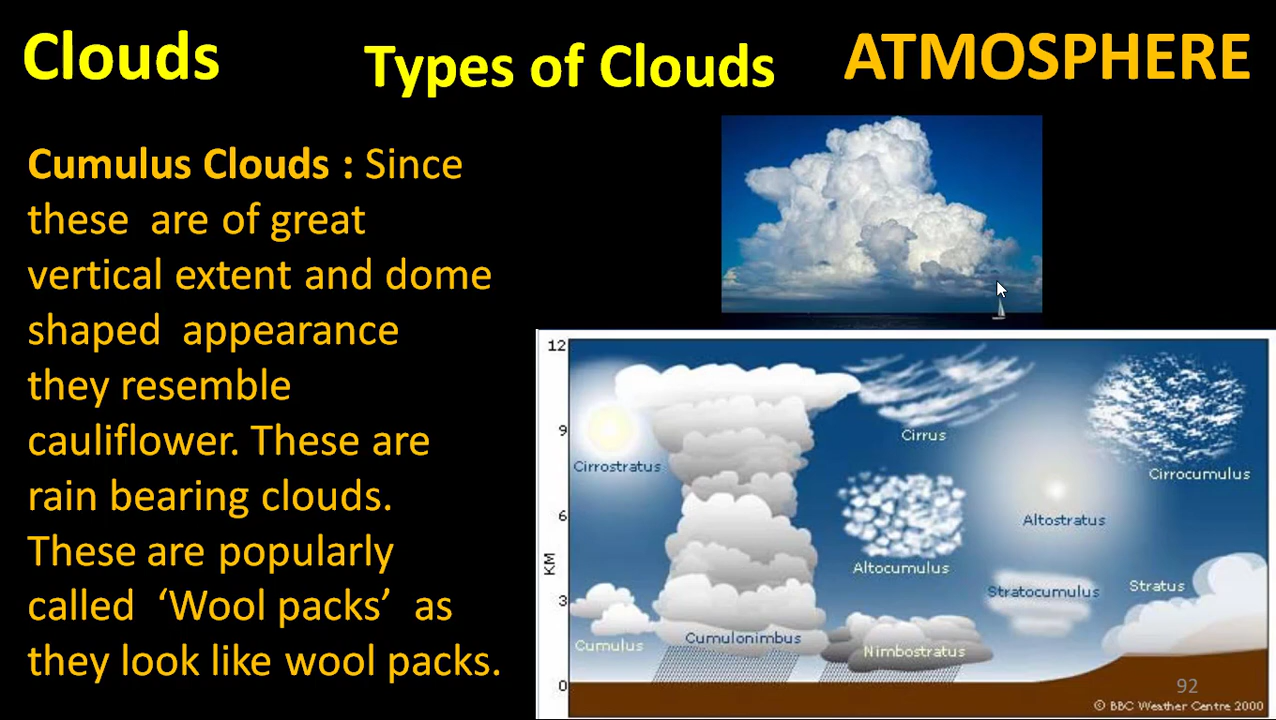 Clouds
Types of Clouds
ATMOSPHERE
Cumulus Clouds : Since
these are of great
vertical extent and dome
shaped appearance
they resemble
cauliflower. These are
rain bearing clouds.
These are popularly
called ‘Wool packs’ as
they look like wool packs.
12
9
6
KM
3
0
Cirrus
Cirrostratus
Cirrocumulus
Altostratus
Altocumulus
Stratus
Stratocumulus
Cumulus
Cumulonimbus
Nimbostratus
92
© BBC Weather Centre 2000